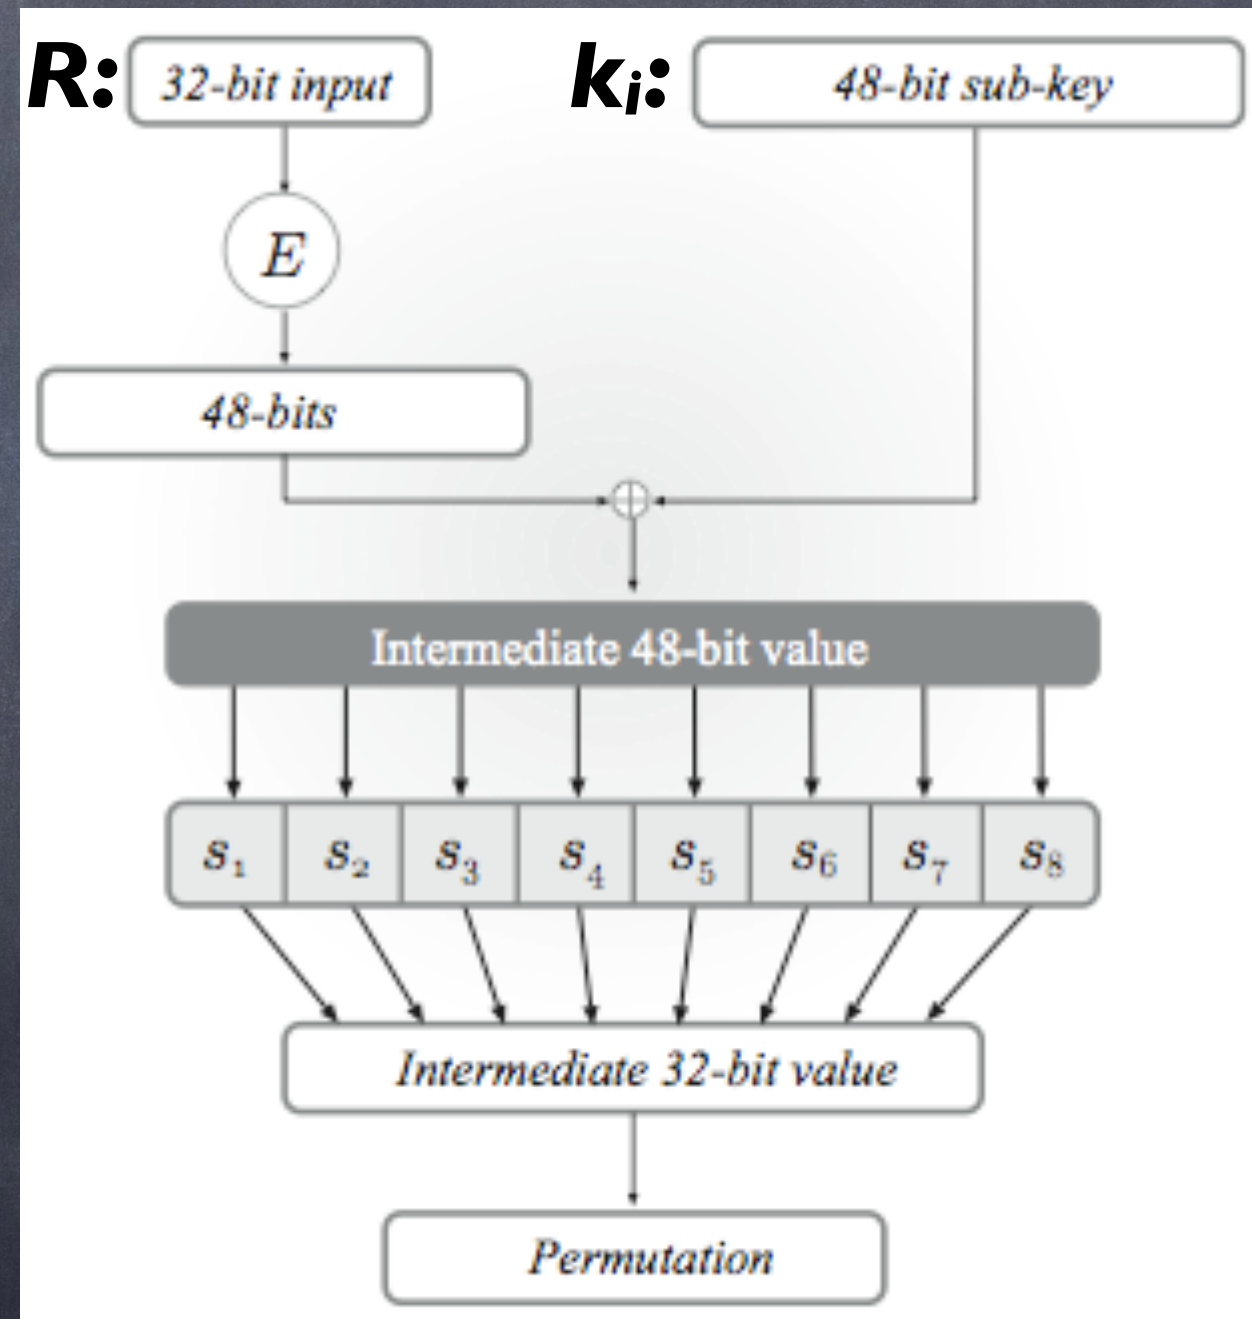 R: 32-bit input
kᵢ: 48-bit sub-key
E
48-bits
⊕
Intermediate 48-bit value
s₁ s₂ s₃ s₄ s₅ s₆ s₇ s₈
Intermediate 32-bit value
Permutation